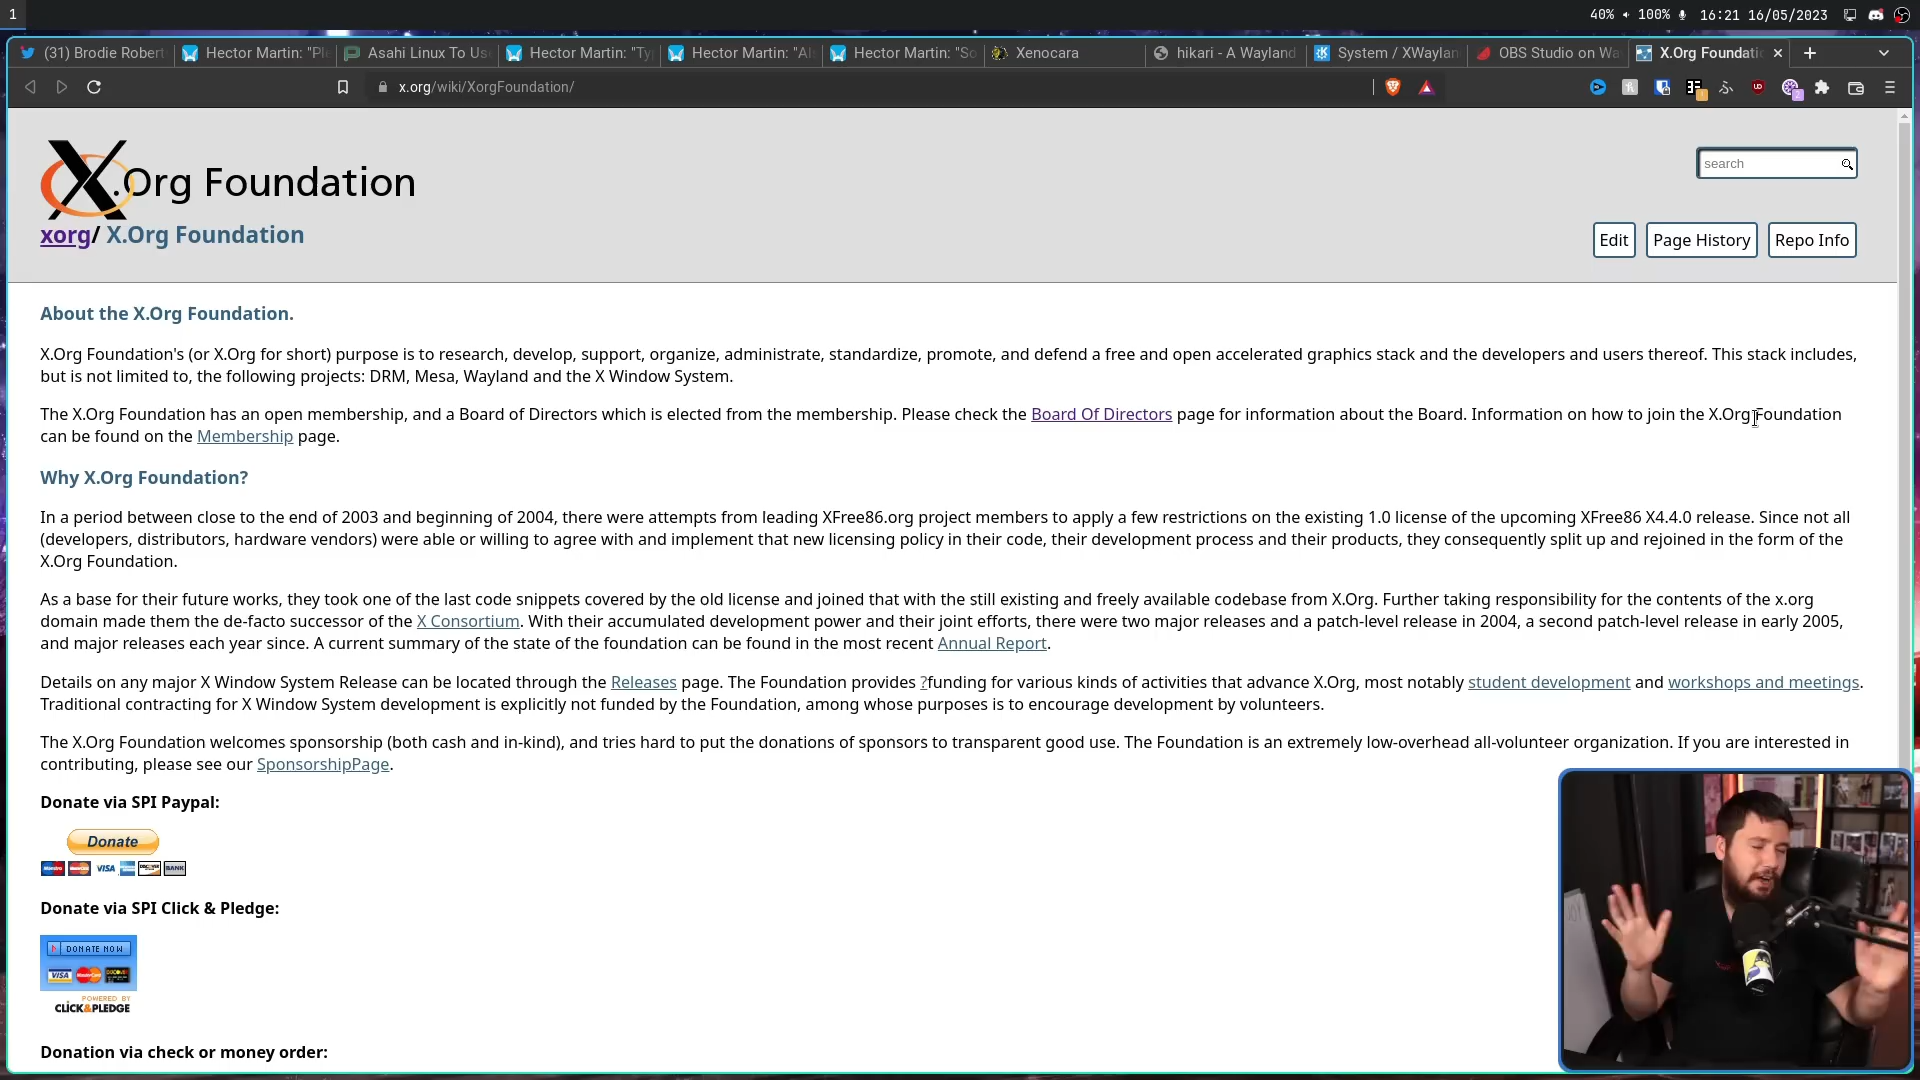 1
40% 100% 16:21 16/05/2023
(31) Brodie Robert
Hector Martin: "Ple
Asahi Linux To Us
Hector Martin: "Ty
Hector Martin: "Al
Hector Martin: "So
Xenocara
hikari - A Wayland
System / XWaylan
OBS Studio on Wa
X.Org Foundati
x.org/wiki/XorgFoundation/
X.Org Foundation
search
xorg/ X.Org Foundation
Edit
Page History
Repo Info
About the X.Org Foundation.
X.Org Foundation's (or X.Org for short) purpose is to research, develop, support, organize, administrate, standardize, promote, and defend a free and open accelerated graphics stack and the developers and users thereof. This stack includes,
but is not limited to, the following projects: DRM, Mesa, Wayland and the X Window System.
The X.Org Foundation has an open membership, and a Board of Directors which is elected from the membership. Please check the Board Of Directors page for information about the Board. Information on how to join the X.Org Foundation
can be found on the Membership page.
Why X.Org Foundation?
In a period between close to the end of 2003 and beginning of 2004, there were attempts from leading XFree86.org project members to apply a few restrictions on the existing 1.0 license of the upcoming XFree86 X4.4.0 release. Since not all
(developers, distributors, hardware vendors) were able or willing to agree with and implement that new licensing policy in their code, their development process and their products, they consequently split up and rejoined in the form of the
X.Org Foundation.
As a base for their future works, they took one of the last code snippets covered by the old license and joined that with the still existing and freely available codebase from X.Org. Further taking responsibility for the contents of the x.org
domain made them the de-facto successor of the X Consortium. With their accumulated development power and their joint efforts, there were two major releases and a patch-level release in 2004, a second patch-level release in early 2005,
and major releases each year since. A current summary of the state of the foundation can be found in the most recent Annual Report.
Details on any major X Window System Release can be located through the Releases page. The Foundation provides ?funding for various kinds of activities that advance X.Org, most notably student development and workshops and meetings.
Traditional contracting for X Window System development is explicitly not funded by the Foundation, among whose purposes is to encourage development by volunteers.
The X.Org Foundation welcomes sponsorship (both cash and in-kind), and tries hard to put the donations of sponsors to transparent good use. The Foundation is an extremely low-overhead all-volunteer organization. If you are interested in
contributing, please see our SponsorshipPage.
Donate via SPI Paypal:
Donate
Maestro VISA DISCOVER BANK
Donate via SPI Click & Pledge:
DONATE NOW
VISA MasterCard DISCOVER
POWERED BY
CLICK&PLEDGE
Donation via check or money order: